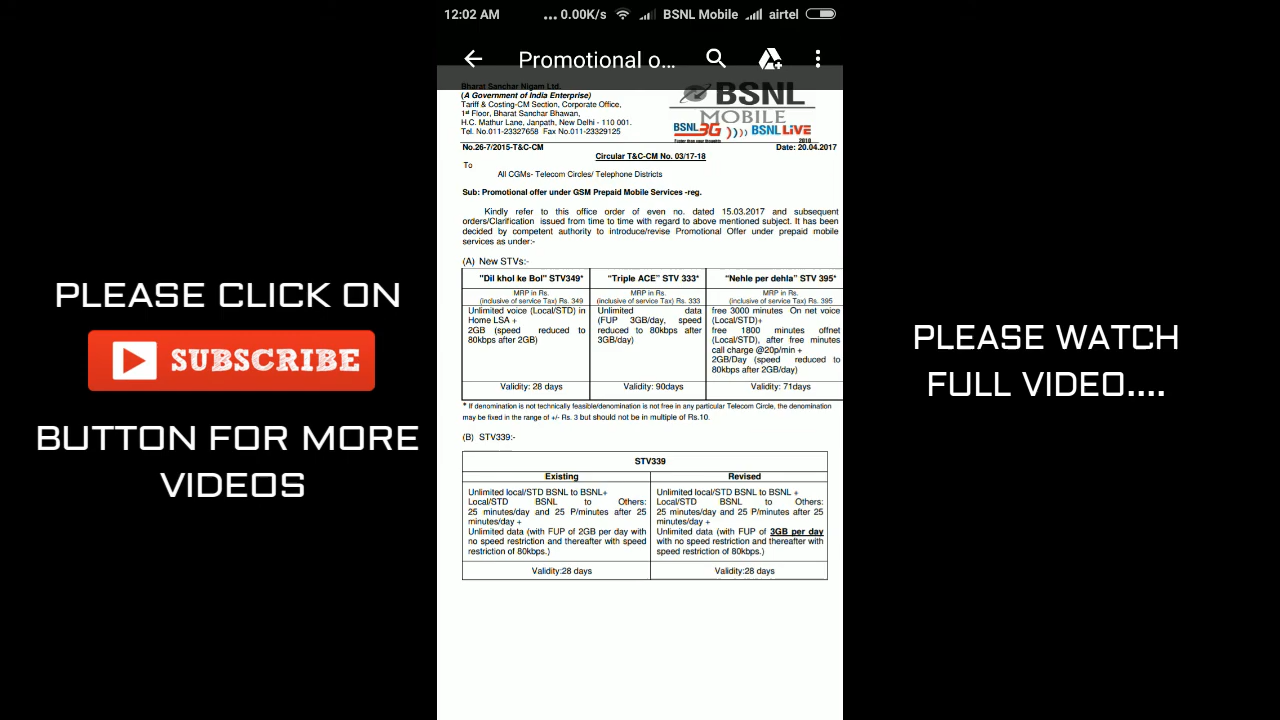 12:02 AM ... 0.00K/s BSNL Mobile airtel
Promotional o...
Bharat Sanchar Nigam Ltd.
(A Government of India Enterprise)
Tariff & Costing-CM Section, Corporate Office,
1st Floor, Bharat Sanchar Bhawan,
H.C. Mathur Lane, Janpath, New Delhi - 110 001.
Tel. No.011-23327658 Fax No.011-23329125
BSNL
MOBILE
BSNL 3G BSNL LiVE
No.26-7/2015-T&C-CM Date: 20.04.2017
Circular T&C-CM No. 03/17-18
To
All CGMs- Telecom Circles/ Telephone Districts
Sub: Promotional offer under GSM Prepaid Mobile Services -reg.
Kindly refer to this office order of even no. dated 15.03.2017 and subsequent
orders/Clarification issued from time to time with regard to above mentioned subject. It has been
decided by competent authority to introduce/revise Promotional Offer under prepaid mobile
services as under:-
(A) New STVs:-
"Dil khol ke Bol" STV349*
MRP in Rs.
(inclusive of service Tax) Rs. 349
Unlimited voice (Local/STD) in
Home LSA +
2GB (speed reduced to
80kbps after 2GB)
Validity: 28 days
"Triple ACE" STV 333*
MRP in Rs.
(inclusive of service Tax) Rs. 333
Unlimited data
(FUP 3GB/day, speed
reduced to 80kbps after
3GB/day)
Validity: 90days
"Nehle per dehla" STV 395*
MRP in Rs.
(inclusive of service Tax) Rs. 395
free 3000 minutes On net voice
(Local/STD)+
free 1800 minutes offnet
(Local/STD), after free minutes
call charge @20p/min +
2GB/Day (speed reduced to
80kbps after 2GB/day)
Validity: 71days
* If denomination is not technically feasible/denomination is not free in any particular Telecom Circle, the denomination
may be fixed in the range of +/- Rs. 3 but should not be in multiple of Rs.10.
(B) STV339:-
STV339
Existing
Unlimited local/STD BSNL to BSNL+
Local/STD BSNL to Others:
25 minutes/day and 25 P/minutes after 25
minutes/day +
Unlimited data (with FUP of 2GB per day with
no speed restriction and thereafter with speed
restriction of 80kbps.)
Validity:28 days
Revised
Unlimited local/STD BSNL to BSNL +
Local/STD BSNL to Others:
25 minutes/day and 25 P/minutes after 25
minutes/day +
Unlimited data (with FUP of 3GB per day
with no speed restriction and thereafter with
speed restriction of 80kbps.)
Validity:28 days
PLEASE CLICK ON
SUBSCRIBE
BUTTON FOR MORE
VIDEOS
PLEASE WATCH
FULL VIDEO....